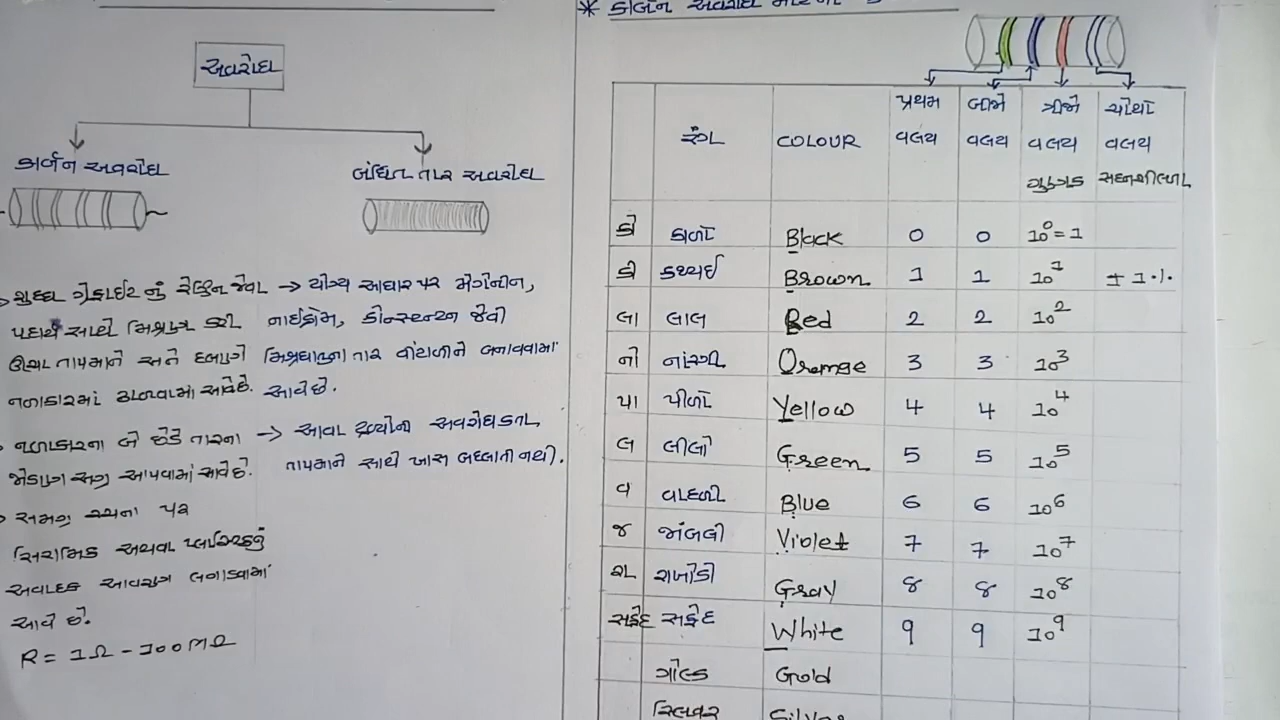 અવરોધ
કાર્બન અવરોધ
બંધિત તાર અવરોધ
શુદ્ધ ગ્રેફાઈટ નું રેઝિન જેવા
પદાર્થ સાથે મિશ્રણ કરી
ઊંચા તાપમાને અને દબાણે
નળાકારમાં ઢાળવામાં આવે છે.
નળાકારના બે છેડે તારના
જોડાણ અગ્ર આપવામાં આવે છે.
સમગ્ર રચના પર
સિરામિક અથવા પ્લાસ્ટિકનું
અવાહક આવરણ લગાડવામાં
આવે છે.
R = 1Ω - 100MΩ
→ યોગ્ય આધાર પર મેંગેનીન,
નાઈક્રોમ, કોન્સ્ટન્ટન જેવી
મિશ્રધાતુના તાર વીંટાળીને બનાવવામાં
આવે છે.
→ આવા દ્રવ્યોના અવરોધકતા
તાપમાને સાથે ખાસ બદલાતી નથી.
* કાર્બન અવરોધ માટેના
રંગ COLOUR પ્રથમ વલય બીજો વલય ત્રીજો વલય ગુણક ચોથો વલય સહનશીલતા
કો કાળો Black 0 0 10⁰=1
કી કથ્થઈ Brown 1 1 10¹ ± 1%
લા લાલ Red 2 2 10²
નો નારંગી Orange 3 3 10³
પા પીળો Yellow 4 4 10⁴
લ લીલો Green 5 5 10⁵
વ વાદળી Blue 6 6 10⁶
જ જાંબલી Violet 7 7 10⁷
રા રાખોડી Gray 8 8 10⁸
સફેદ સફેદ White 9 9 10⁹
ગોલ્ડ Gold
સિલ્વર Silver